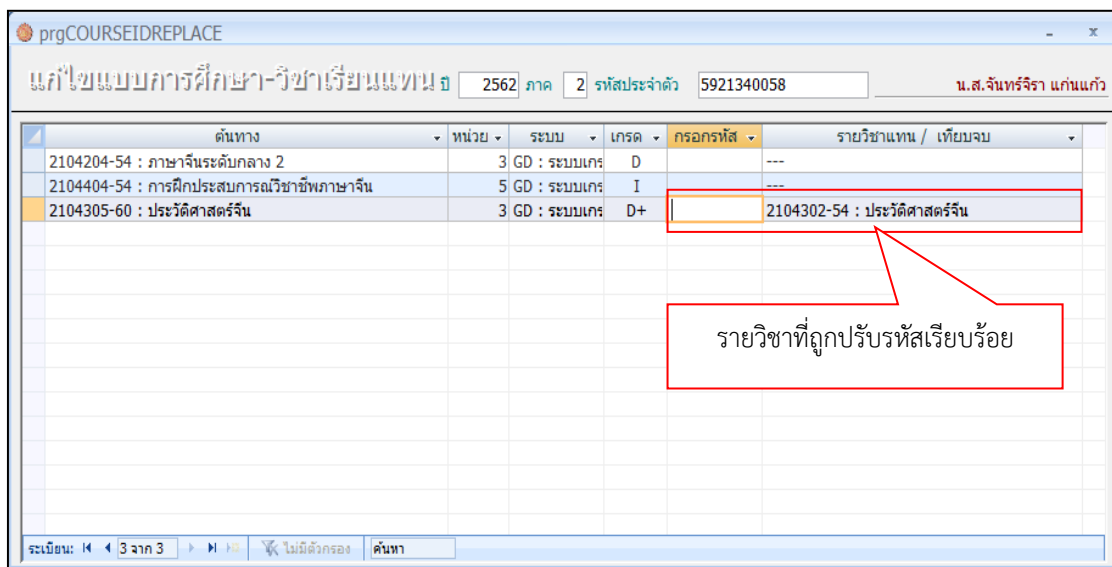 prgCOURSEIDREPLACE
แก้ไขแบบการศึกษา-วิชาเรียนแทน ปี 2562 ภาค 2 รหัสประจำตัว 5921340058 น.ส.จันทร์จิรา แก่นแก้ว
ต้นทาง หน่วย ระบบ เกรด กรอกรหัส รายวิชาแทน / เทียบจบ
2104204-54 : ภาษาจีนระดับกลาง 2 3 GD : ระบบเกร D ---
2104404-54 : การฝึกประสบการณ์วิชาชีพภาษาจีน 5 GD : ระบบเกร I ---
2104305-60 : ประวัติศาสตร์จีน 3 GD : ระบบเกร D+ 2104302-54 : ประวัติศาสตร์จีน
รายวิชาที่ถูกปรับรหัสเรียบร้อย
ระเบียน: 3 จาก 3 ไม่มีตัวกรอง ค้นหา